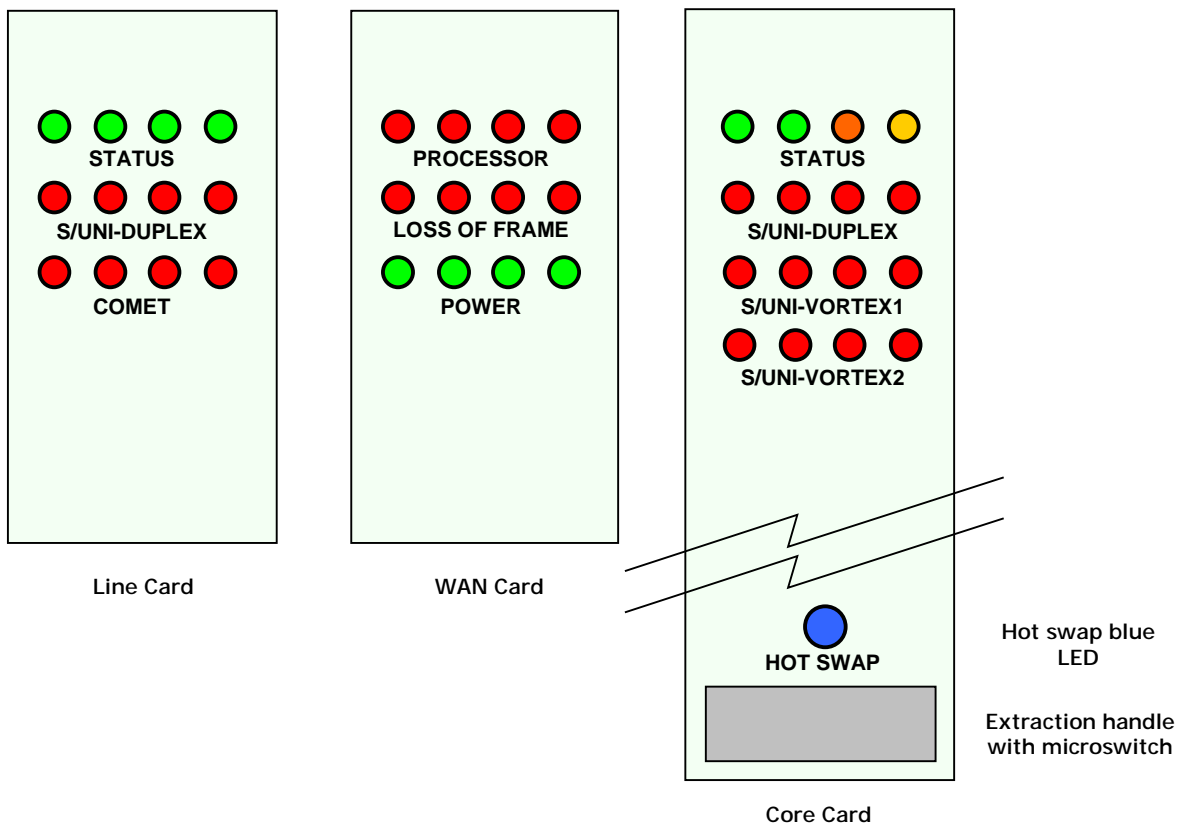 STATUS
S/UNI-DUPLEX
COMET
Line Card
PROCESSOR
LOSS OF FRAME
POWER
WAN Card
STATUS
S/UNI-DUPLEX
S/UNI-VORTEX1
S/UNI-VORTEX2
HOT SWAP
Hot swap blue
LED
Extraction handle
with microswitch
Core Card